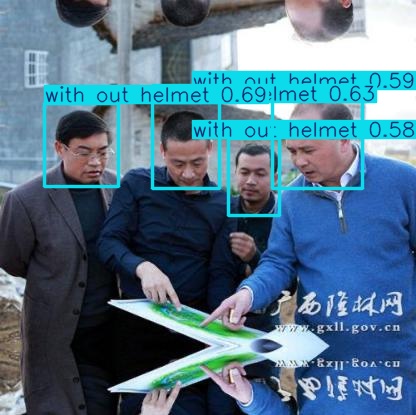 with out helmet 0.59
with out helmet 0.69
lmet 0.63
with ou
helmet 0.58
广西隆林网
www.gxll.gov.cn